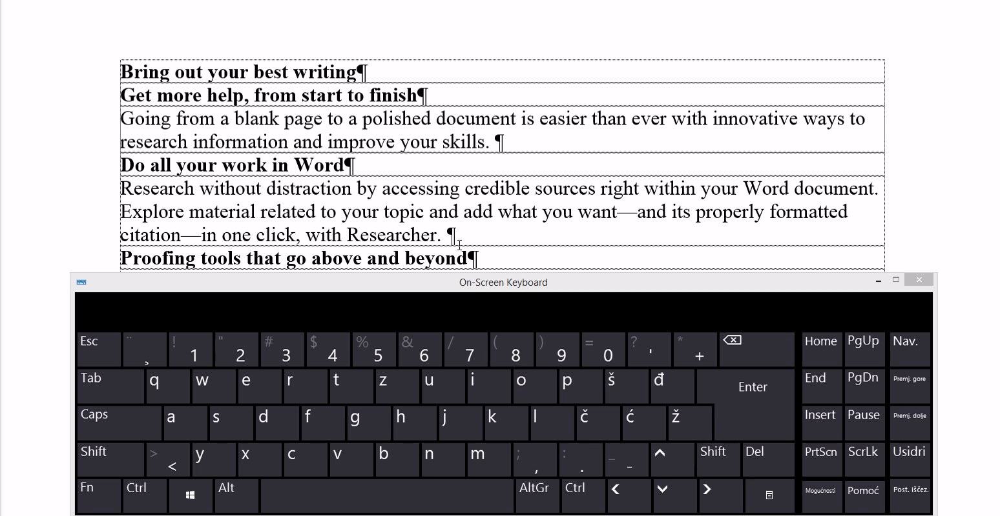 Bring out your best writing¶
Get more help, from start to finish¶
Going from a blank page to a polished document is easier than ever with innovative ways to
research information and improve your skills. ¶
Do all your work in Word¶
Research without distraction by accessing credible sources right within your Word document.
Explore material related to your topic and add what you want—and its properly formatted
citation—in one click, with Researcher. ¶
Proofing tools that go above and beyond¶
On-Screen Keyboard
Esc ¨ ¸ ! 1 " 2 # 3 $ 4 % 5 & 6 / 7 ( 8 ) 9 = 0 ? ' * + Home PgUp Nav.
Tab q w e r t z u i o p š đ Enter End PgDn Premj. gore
Caps a s d f g h j k l č ć ž Insert Pause Premj. dolje
Shift > < y x c v b n m ; , : . _ - Shift Del PrtScn ScrLk Usidri
Fn Ctrl Alt AltGr Ctrl Mogućnosti Pomoć Post. iščez.